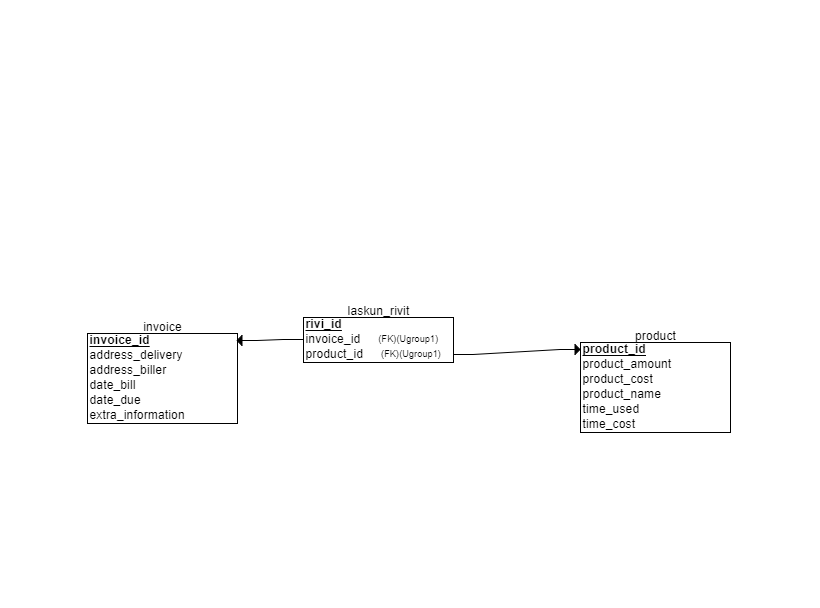 invoice
invoice_id
address_delivery
address_biller
date_bill
date_due
extra_information
laskun_rivit
rivi_id
invoice_id (FK)(Ugroup1)
product_id (FK)(Ugroup1)
product
product_id
product_amount
product_cost
product_name
time_used
time_cost